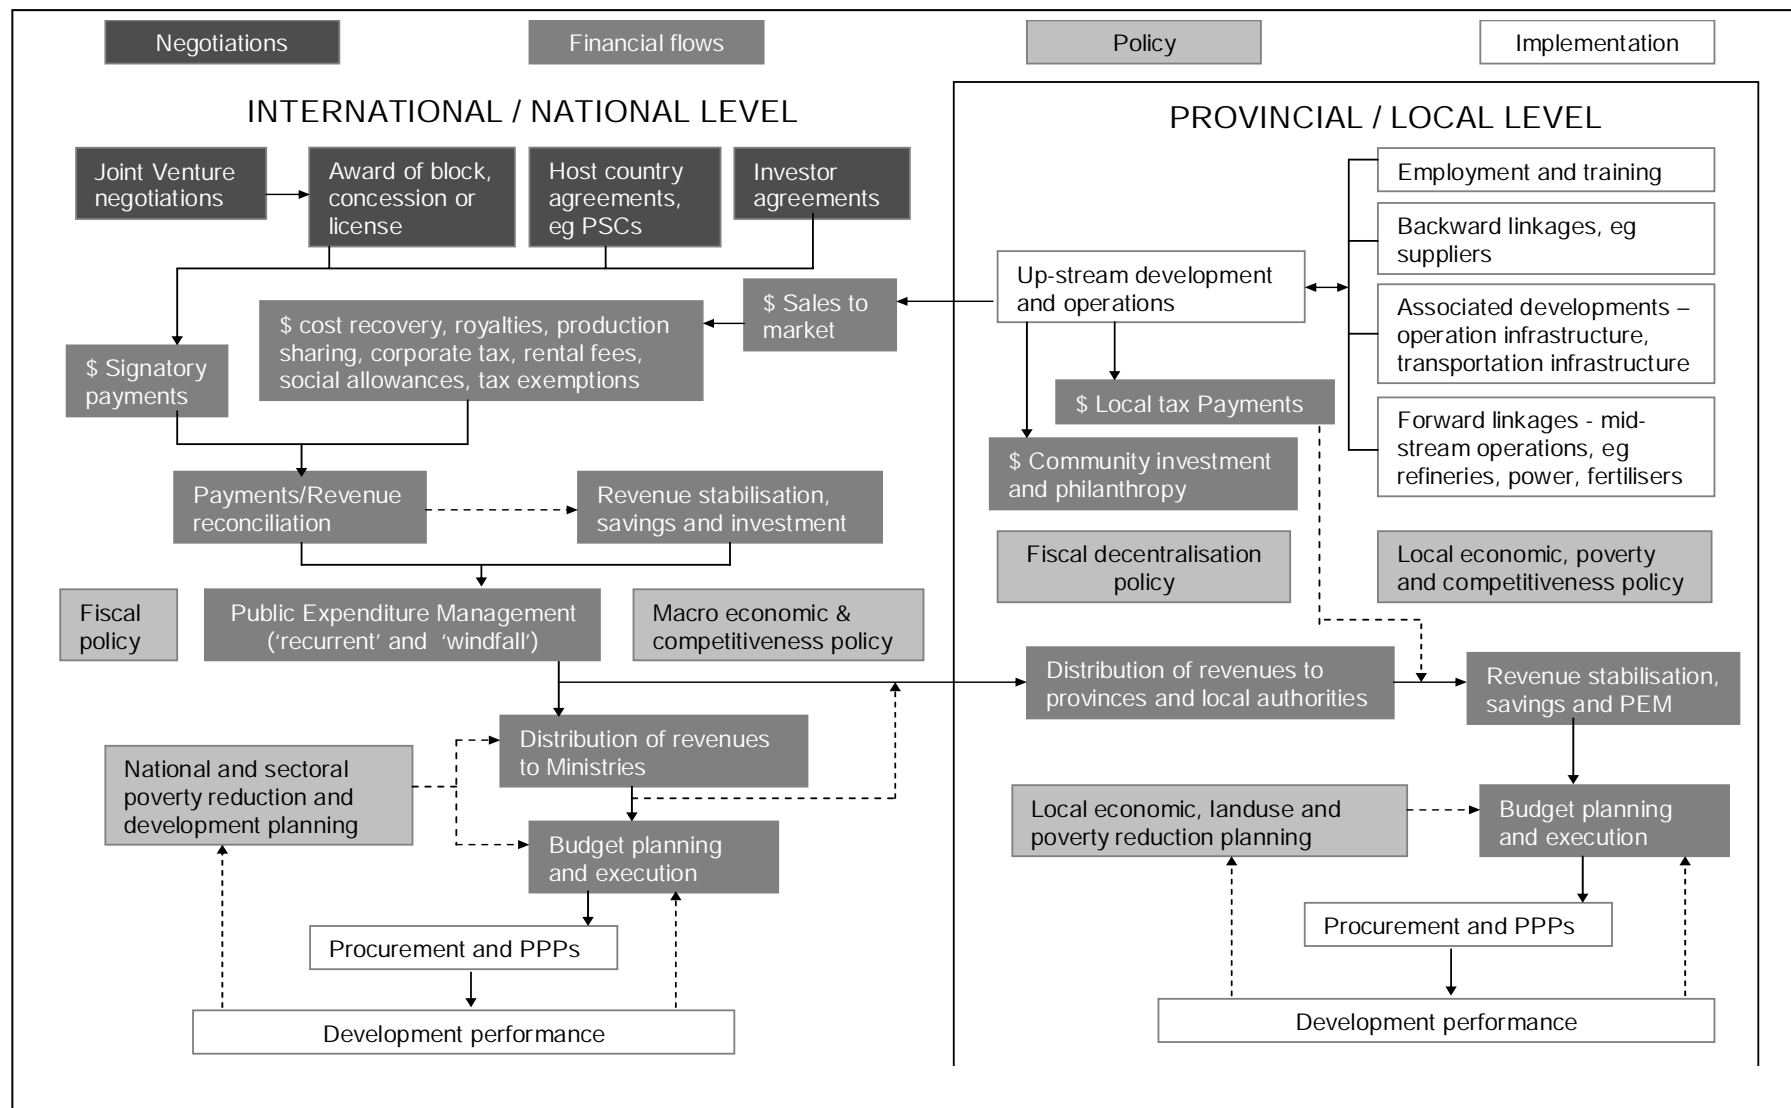 Negotiations
Financial flows
Policy
Implementation
INTERNATIONAL / NATIONAL LEVEL
PROVINCIAL / LOCAL LEVEL
Joint Venture
negotiations
Award of block,
concession or
license
Host country
agreements,
eg PSCs
Investor
agreements
$ Sales to
market
$ cost recovery, royalties, production
sharing, corporate tax, rental fees,
social allowances, tax exemptions
$ Signatory
payments
Payments/Revenue
reconciliation
Revenue stabilisation,
savings and investment
Fiscal
policy
Public Expenditure Management
(‘recurrent’ and ‘windfall’)
Macro economic &
competitiveness policy
Distribution of revenues
to Ministries
National and sectoral
poverty reduction and
development planning
Budget planning
and execution
Procurement and PPPs
Development performance
Employment and training
Backward linkages, eg
suppliers
Up-stream development
and operations
Associated developments –
operation infrastructure,
transportation infrastructure
$ Local tax Payments
Forward linkages - mid-
stream operations, eg
refineries, power, fertilisers
$ Community investment
and philanthropy
Fiscal decentralisation
policy
Local economic, poverty
and competitiveness policy
Distribution of revenues to
provinces and local authorities
Revenue stabilisation,
savings and PEM
Local economic, landuse and
poverty reduction planning
Budget planning
and execution
Procurement and PPPs
Development performance